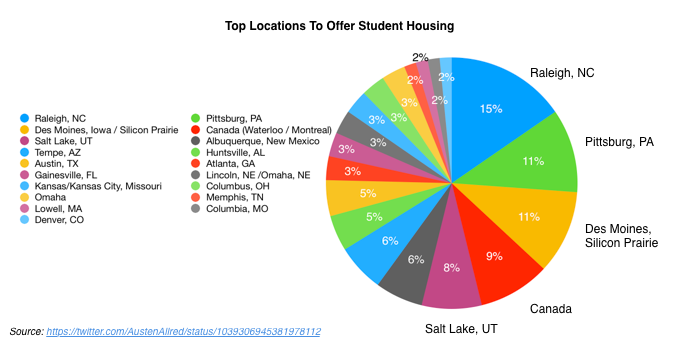 Top Locations To Offer Student Housing
Raleigh, NC
Pittsburg, PA
Des Moines, Iowa / Silicon Prairie
Canada (Waterloo / Montreal)
Salt Lake, UT
Albuquerque, New Mexico
Tempe, AZ
Huntsville, AL
Austin, TX
Atlanta, GA
Gainesville, FL
Lincoln, NE /Omaha, NE
Kansas/Kansas City, Missouri
Columbus, OH
Omaha
Memphis, TN
Lowell, MA
Columbia, MO
Denver, CO
15%
11%
11%
9%
8%
6%
6%
5%
5%
3%
3%
3%
3%
3%
3%
2%
2%
2%
2%
Raleigh, NC
Pittsburg, PA
Des Moines,
Silicon Prairie
Canada
Salt Lake, UT
Source: https://twitter.com/AustenAllred/status/1039306945381978112